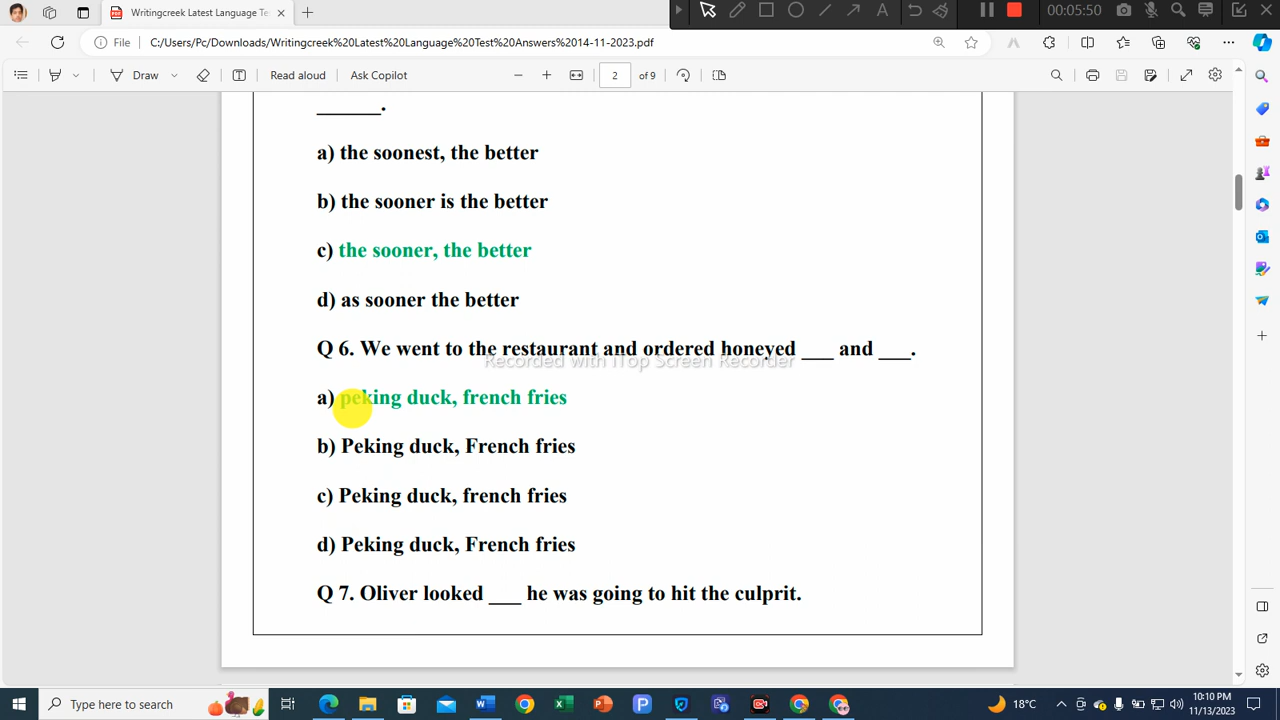 Writingcreek Latest Language Te
00:05:50
File
C:/Users/Pc/Downloads/Writingcreek%20Latest%20Language%20Test%20Answers%2014-11-2023.pdf
Draw
Read aloud
Ask Copilot
2
of 9
______.
a) the soonest, the better
b) the sooner is the better
c) the sooner, the better
d) as sooner the better
Q 6. We went to the restaurant and ordered honeyed ___ and ___.
Recorded with iTop Screen Recorder
a) peking duck, french fries
b) Peking duck, French fries
c) Peking duck, french fries
d) Peking duck, French fries
Q 7. Oliver looked ___ he was going to hit the culprit.
Type here to search
18°C
10:10 PM
11/13/2023